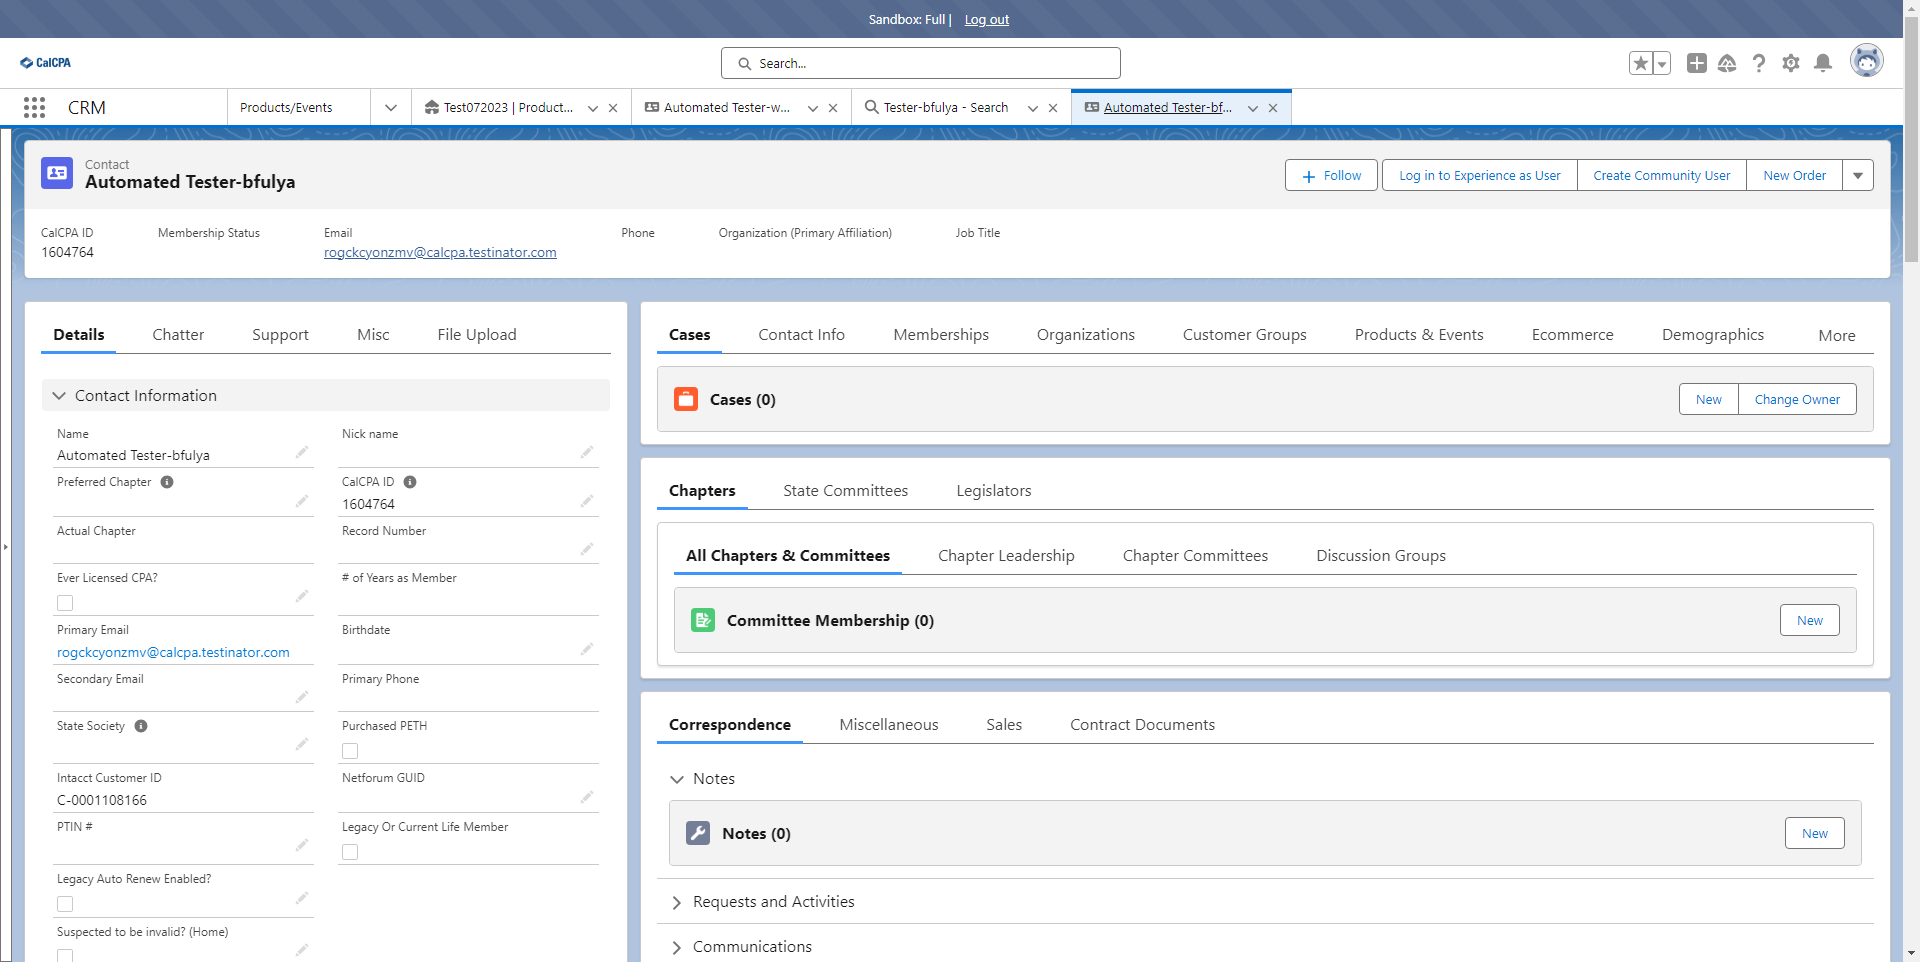 Sandbox: Full | Log out
CalCPA
Search...
CRM
Products/Events
Test072023 | Product...
Automated Tester-w...
Tester-bfulya - Search
Automated Tester-bf...
Contact
Automated Tester-bfulya
Follow
Log in to Experience as User
Create Community User
New Order
CalCPA ID
1604764
Membership Status
Email
rogckcyonzmv@calcpa.testinator.com
Phone
Organization (Primary Affiliation)
Job Title
Details
Chatter
Support
Misc
File Upload
Contact Information
Name
Automated Tester-bfulya
Nick name
Preferred Chapter
CalCPA ID
1604764
Actual Chapter
Record Number
Ever Licensed CPA?
# of Years as Member
Primary Email
rogckcyonzmv@calcpa.testinator.com
Birthdate
Secondary Email
Primary Phone
State Society
Purchased PETH
Intacct Customer ID
C-0001108166
Netforum GUID
PTIN #
Legacy Or Current Life Member
Legacy Auto Renew Enabled?
Suspected to be invalid? (Home)
Cases
Contact Info
Memberships
Organizations
Customer Groups
Products & Events
Ecommerce
Demographics
More
Cases (0)
New
Change Owner
Chapters
State Committees
Legislators
All Chapters & Committees
Chapter Leadership
Chapter Committees
Discussion Groups
Committee Membership (0)
New
Correspondence
Miscellaneous
Sales
Contract Documents
Notes
Notes (0)
New
Requests and Activities
Communications